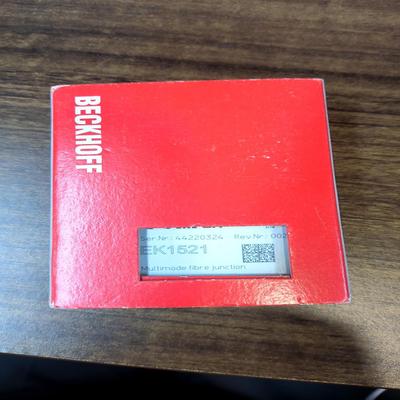 BECKHOFF
Ser.Nr.: 44220324 Rev.Nr.: 002
EK1521
Multimode fibre junction